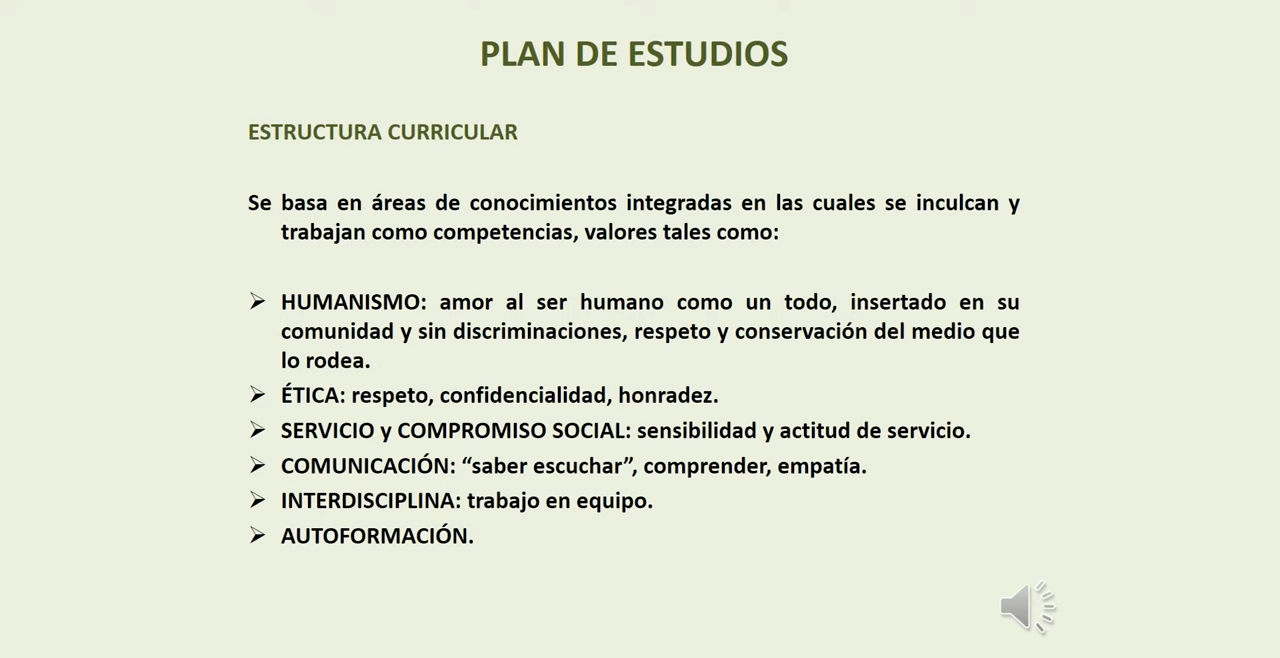 PLAN DE ESTUDIOS
ESTRUCTURA CURRICULAR
Se basa en áreas de conocimientos integradas en las cuales se inculcan y
trabajan como competencias, valores tales como:
HUMANISMO: amor al ser humano como un todo, insertado en su
comunidad y sin discriminaciones, respeto y conservación del medio que
lo rodea.
ÉTICA: respeto, confidencialidad, honradez.
SERVICIO y COMPROMISO SOCIAL: sensibilidad y actitud de servicio.
COMUNICACIÓN: “saber escuchar”, comprender, empatía.
INTERDISCIPLINA: trabajo en equipo.
AUTOFORMACIÓN.